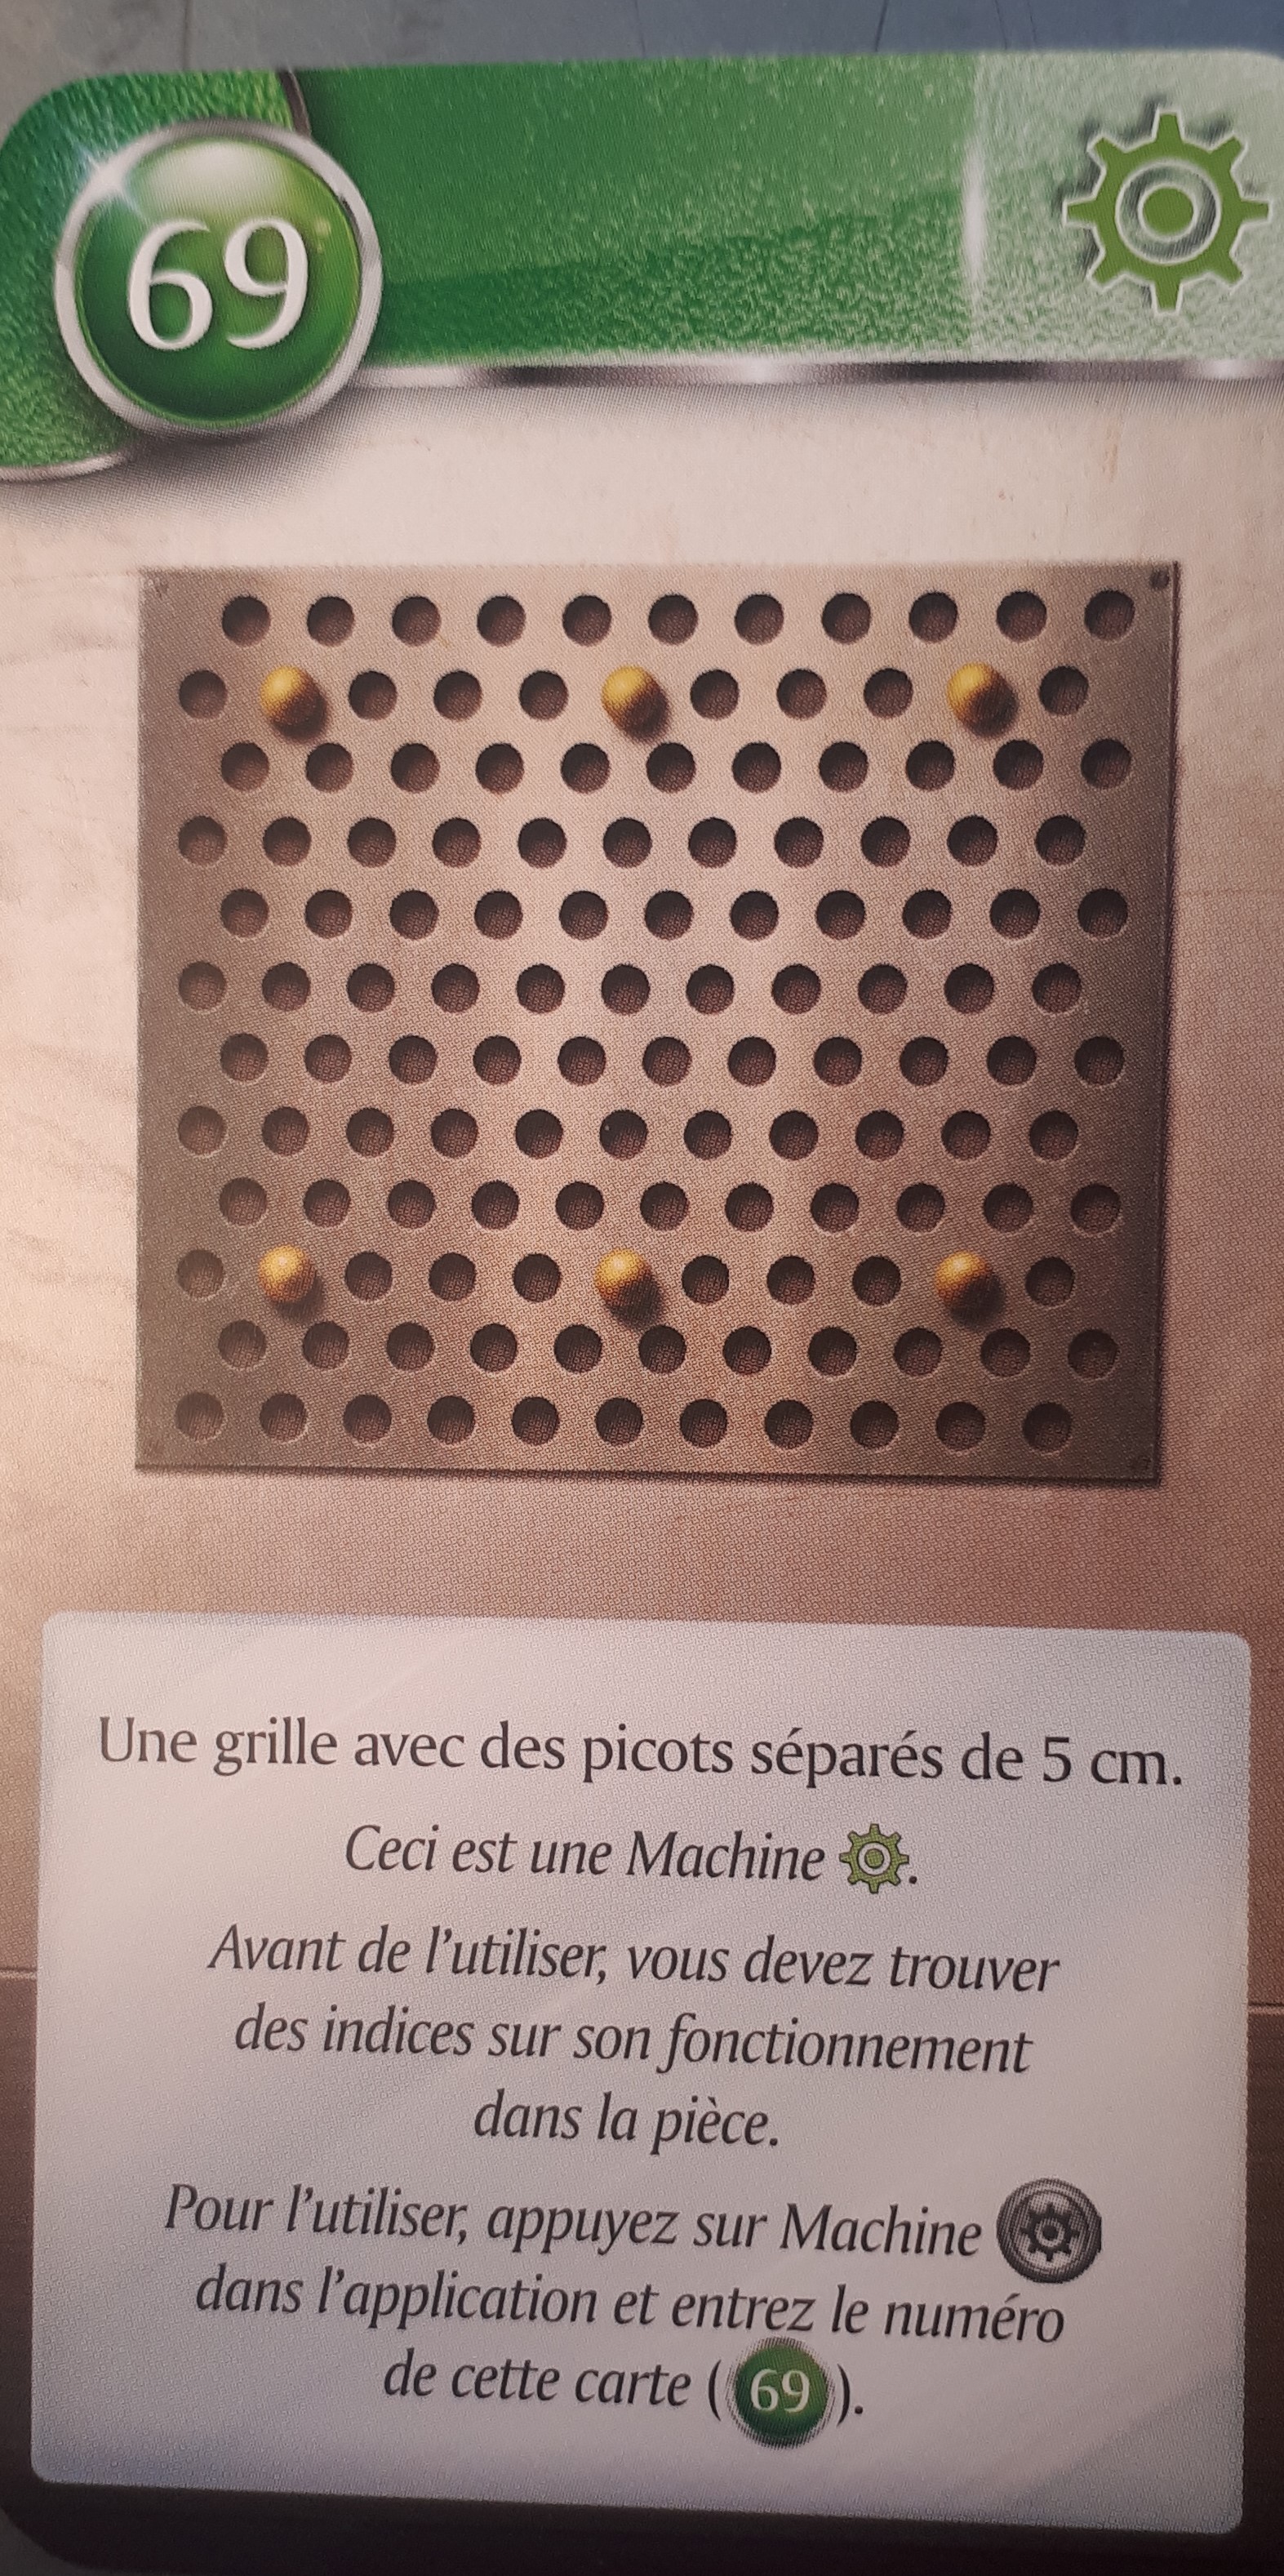 69
Une grille avec des picots séparés de 5 cm.
Ceci est une Machine .
Avant de l'utiliser, vous devez trouver
des indices sur son fonctionnement
dans la pièce.
Pour l'utiliser, appuyez sur Machine
dans l'application et entrez le numéro
de cette carte ( 69 ).